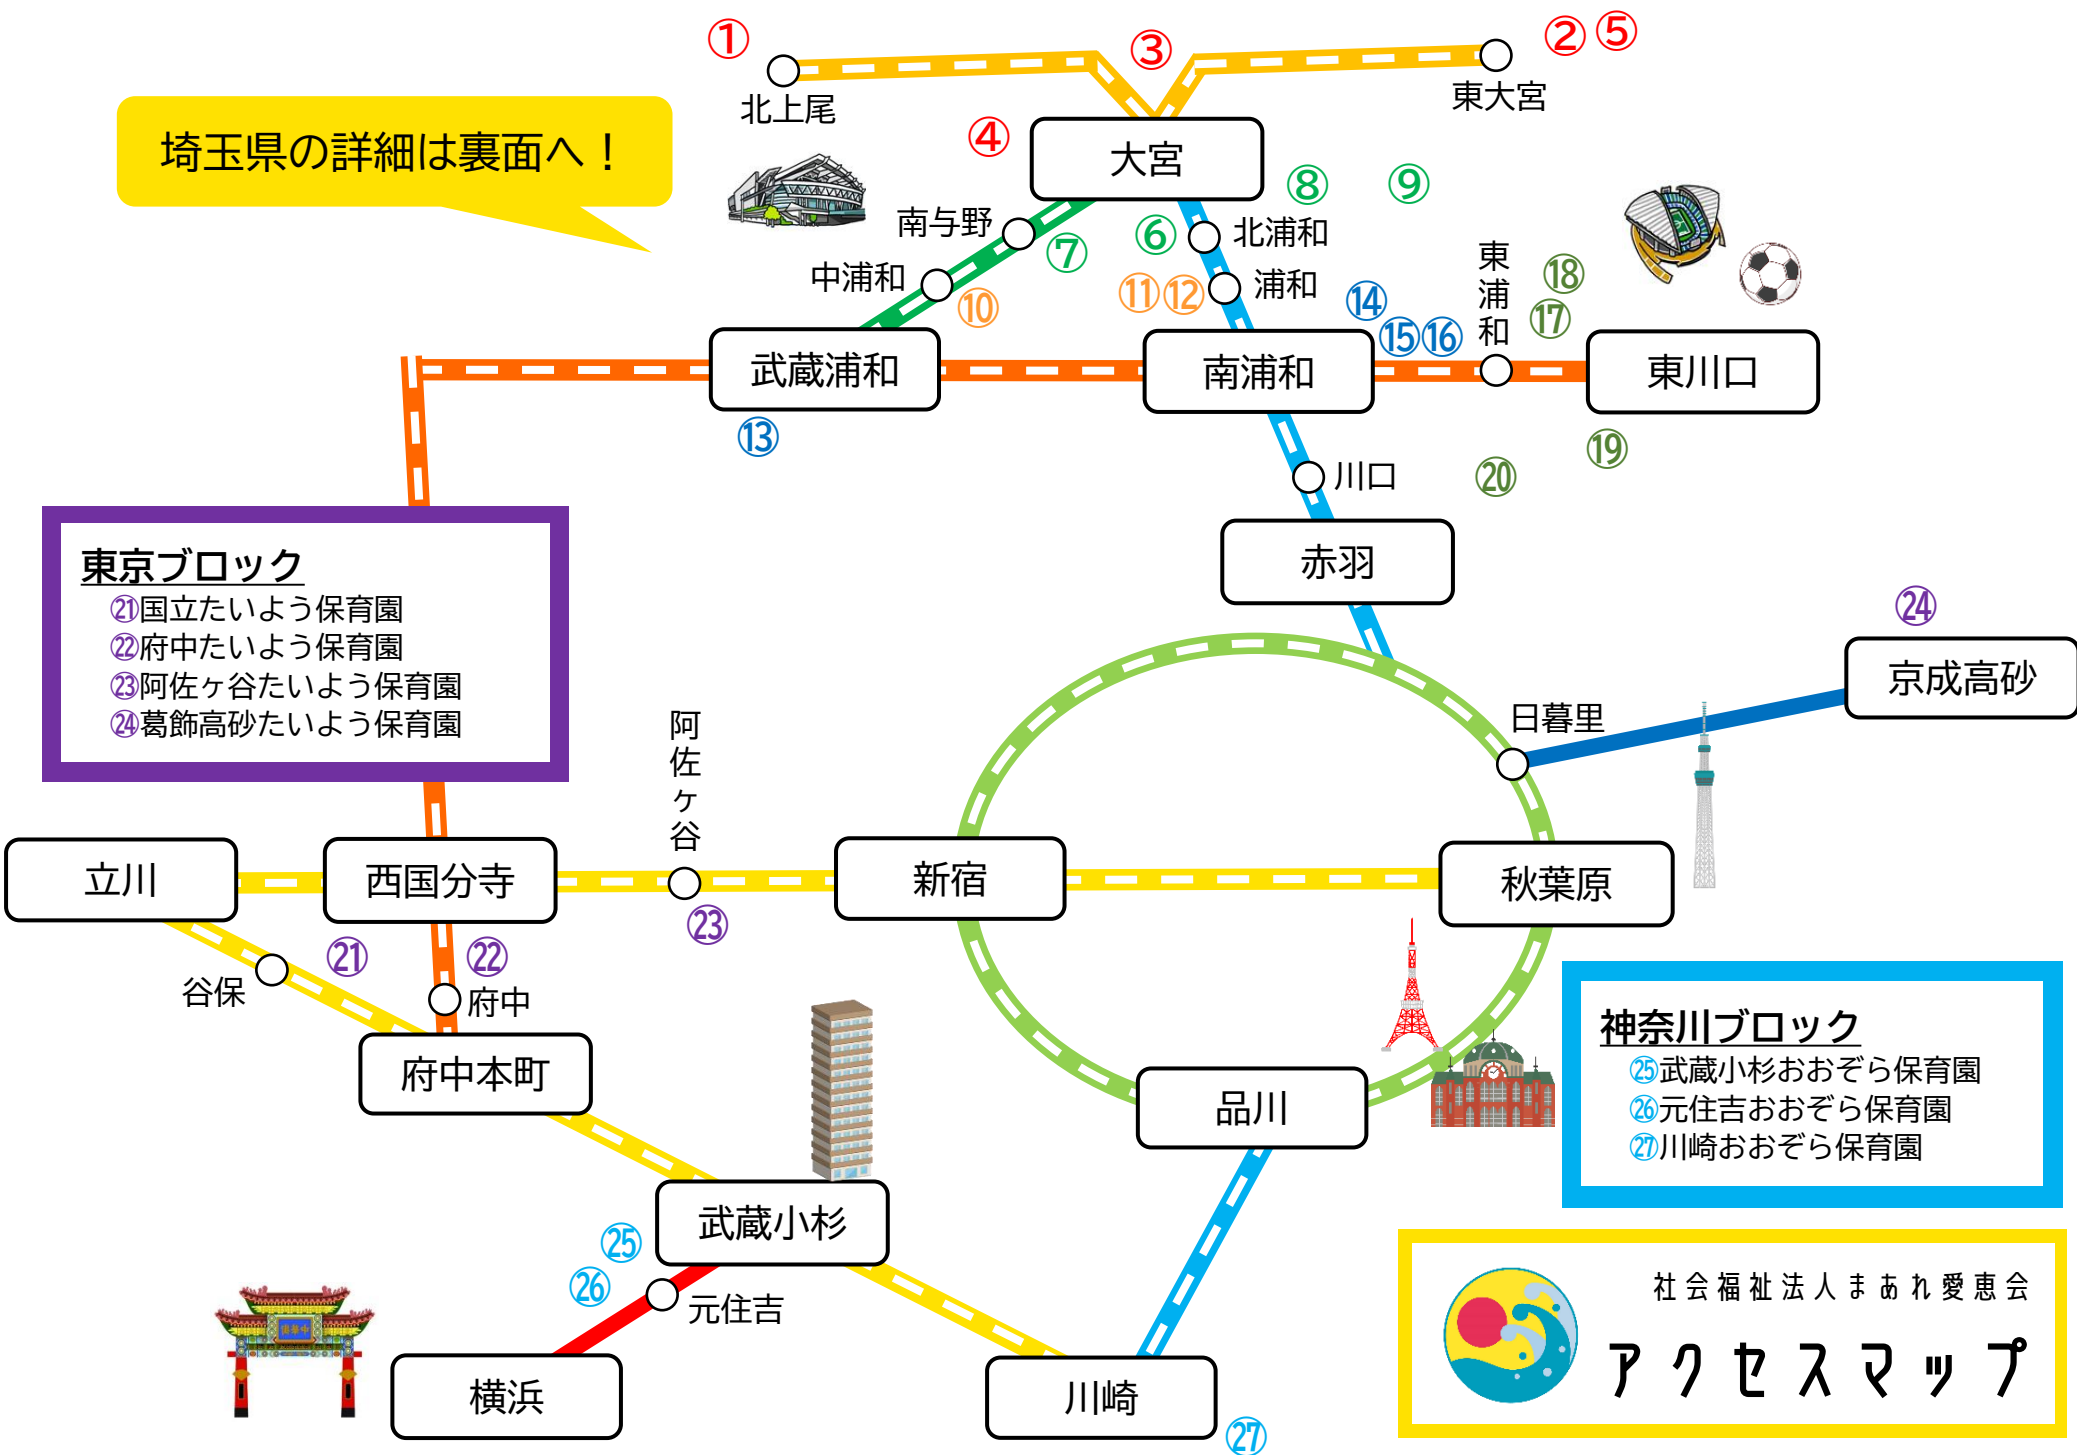 ①
③
② ⑤
北上尾
東大宮
埼玉県の詳細は裏面へ！
④
大宮
⑧
⑨
南与野
⑦
⑥
北浦和
中浦和
⑩
⑪⑫
浦和
東浦和
⑱
⑰
⑭
⑮⑯
武蔵浦和
南浦和
東川口
⑬
川口
⑳
⑲
赤羽
東京ブロック
㉑国立たいよう保育園
㉒府中たいよう保育園
㉓阿佐ヶ谷たいよう保育園
㉔葛飾高砂たいよう保育園
㉔
京成高砂
日暮里
阿佐ヶ谷
立川
西国分寺
新宿
秋葉原
㉓
㉑
㉒
谷保
府中
府中本町
品川
神奈川ブロック
㉕武蔵小杉おおぞら保育園
㉖元住吉おおぞら保育園
㉗川崎おおぞら保育園
武蔵小杉
㉕
㉖
元住吉
横浜
川崎
㉗
社会福祉法人まあれ愛恵会
アクセスマップ